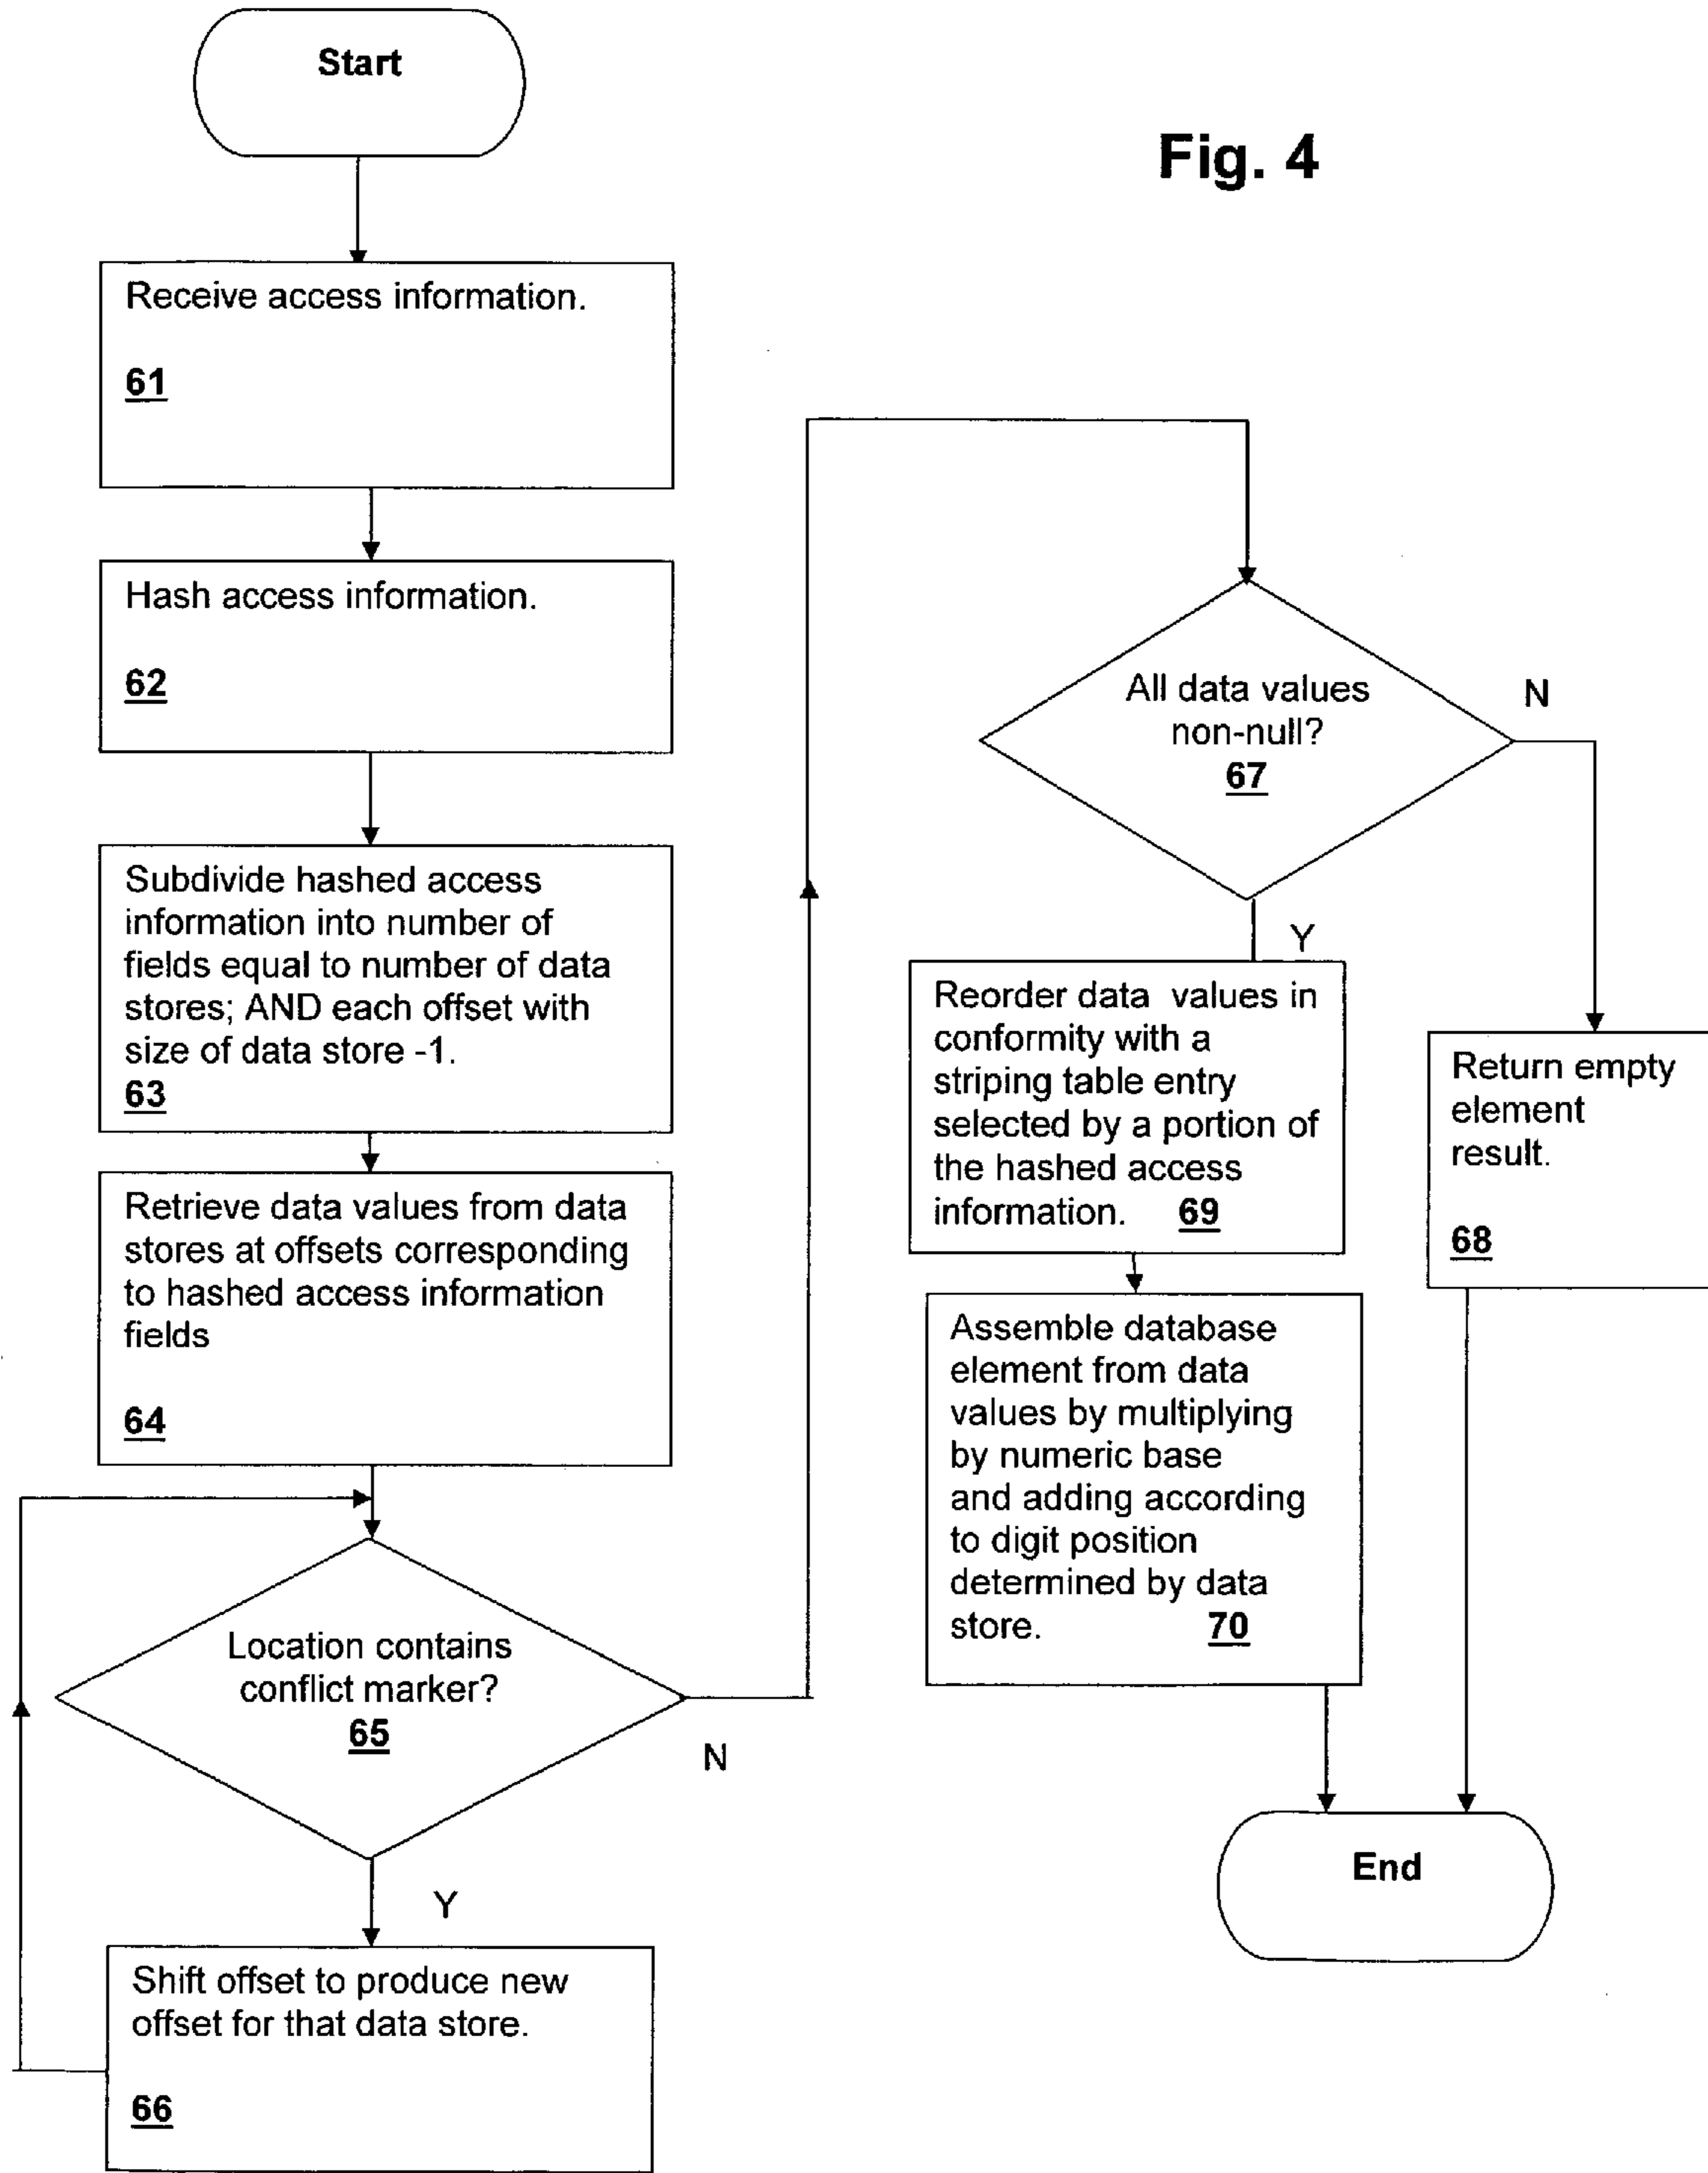 Start
Fig. 4
Receive access information.
61
Hash access information.
62
Subdivide hashed access
information into number of
fields equal to number of data
stores; AND each offset with
size of data store -1.
63
Retrieve data values from data
stores at offsets corresponding
to hashed access information
fields
64
Location contains
conflict marker?
65
N
Y
Shift offset to produce new
offset for that data store.
66
All data values
non-null?
67
N
Y
Reorder data values in
conformity with a
striping table entry
selected by a portion of
the hashed access
information. 69
Return empty
element
result.
68
Assemble database
element from data
values by multiplying
by numeric base
and adding according
to digit position
determined by data
store. 70
End